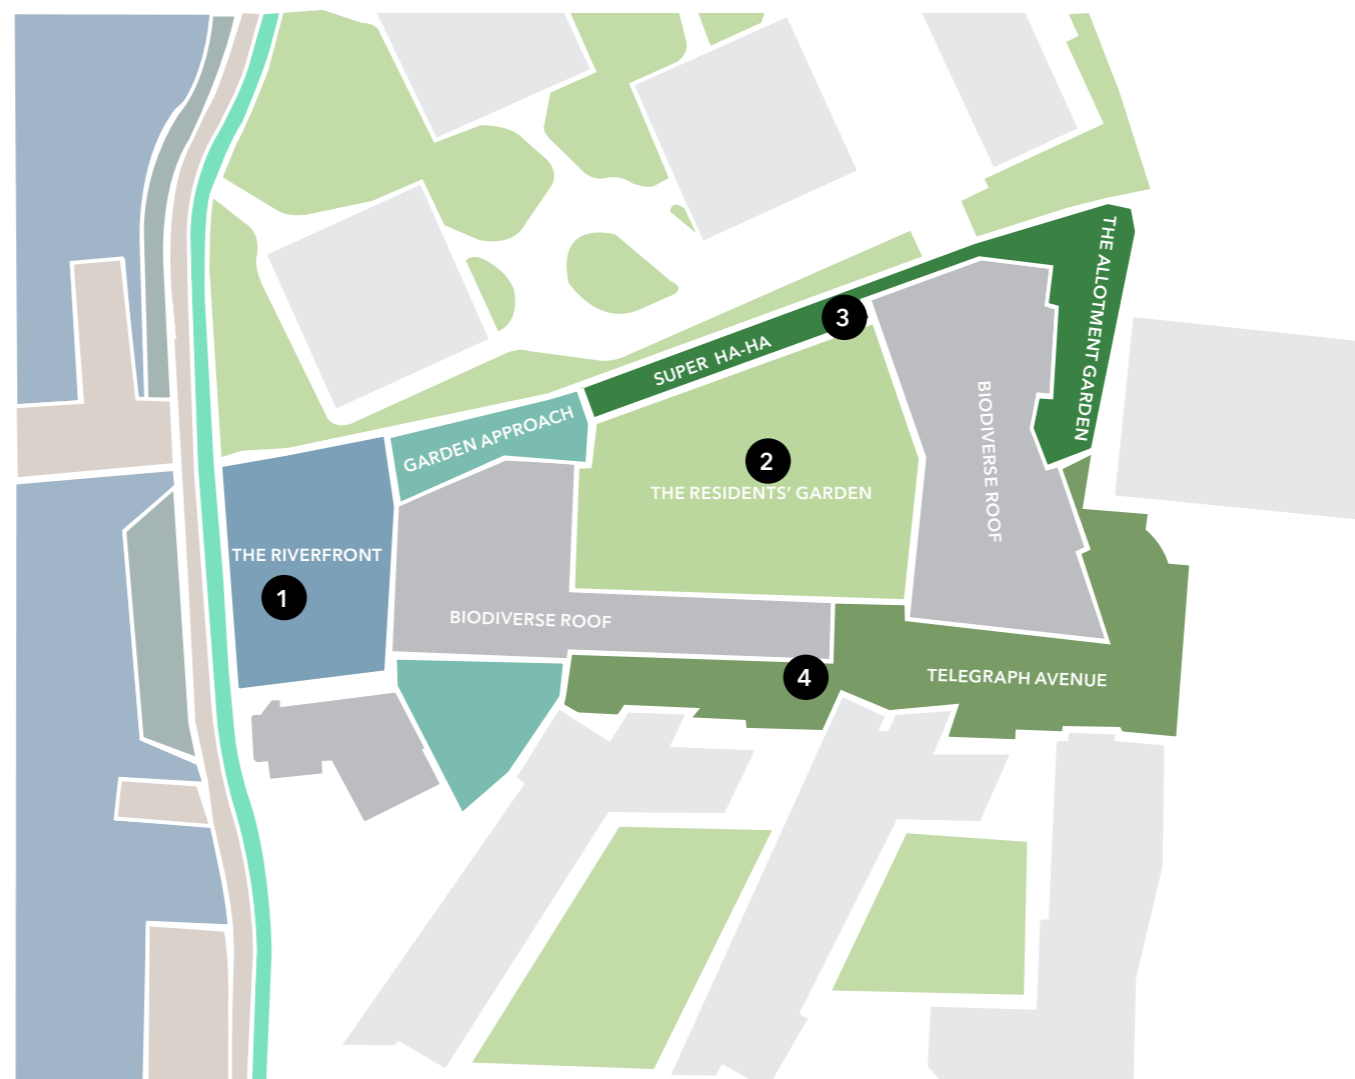 THE ALLOTMENT GARDEN
3
SUPER HA-HA
GARDEN APPROACH
BIODIVERSE ROOF
2
THE RESIDENTS’ GARDEN
THE RIVERFRONT
1
BIODIVERSE ROOF
4
TELEGRAPH AVENUE